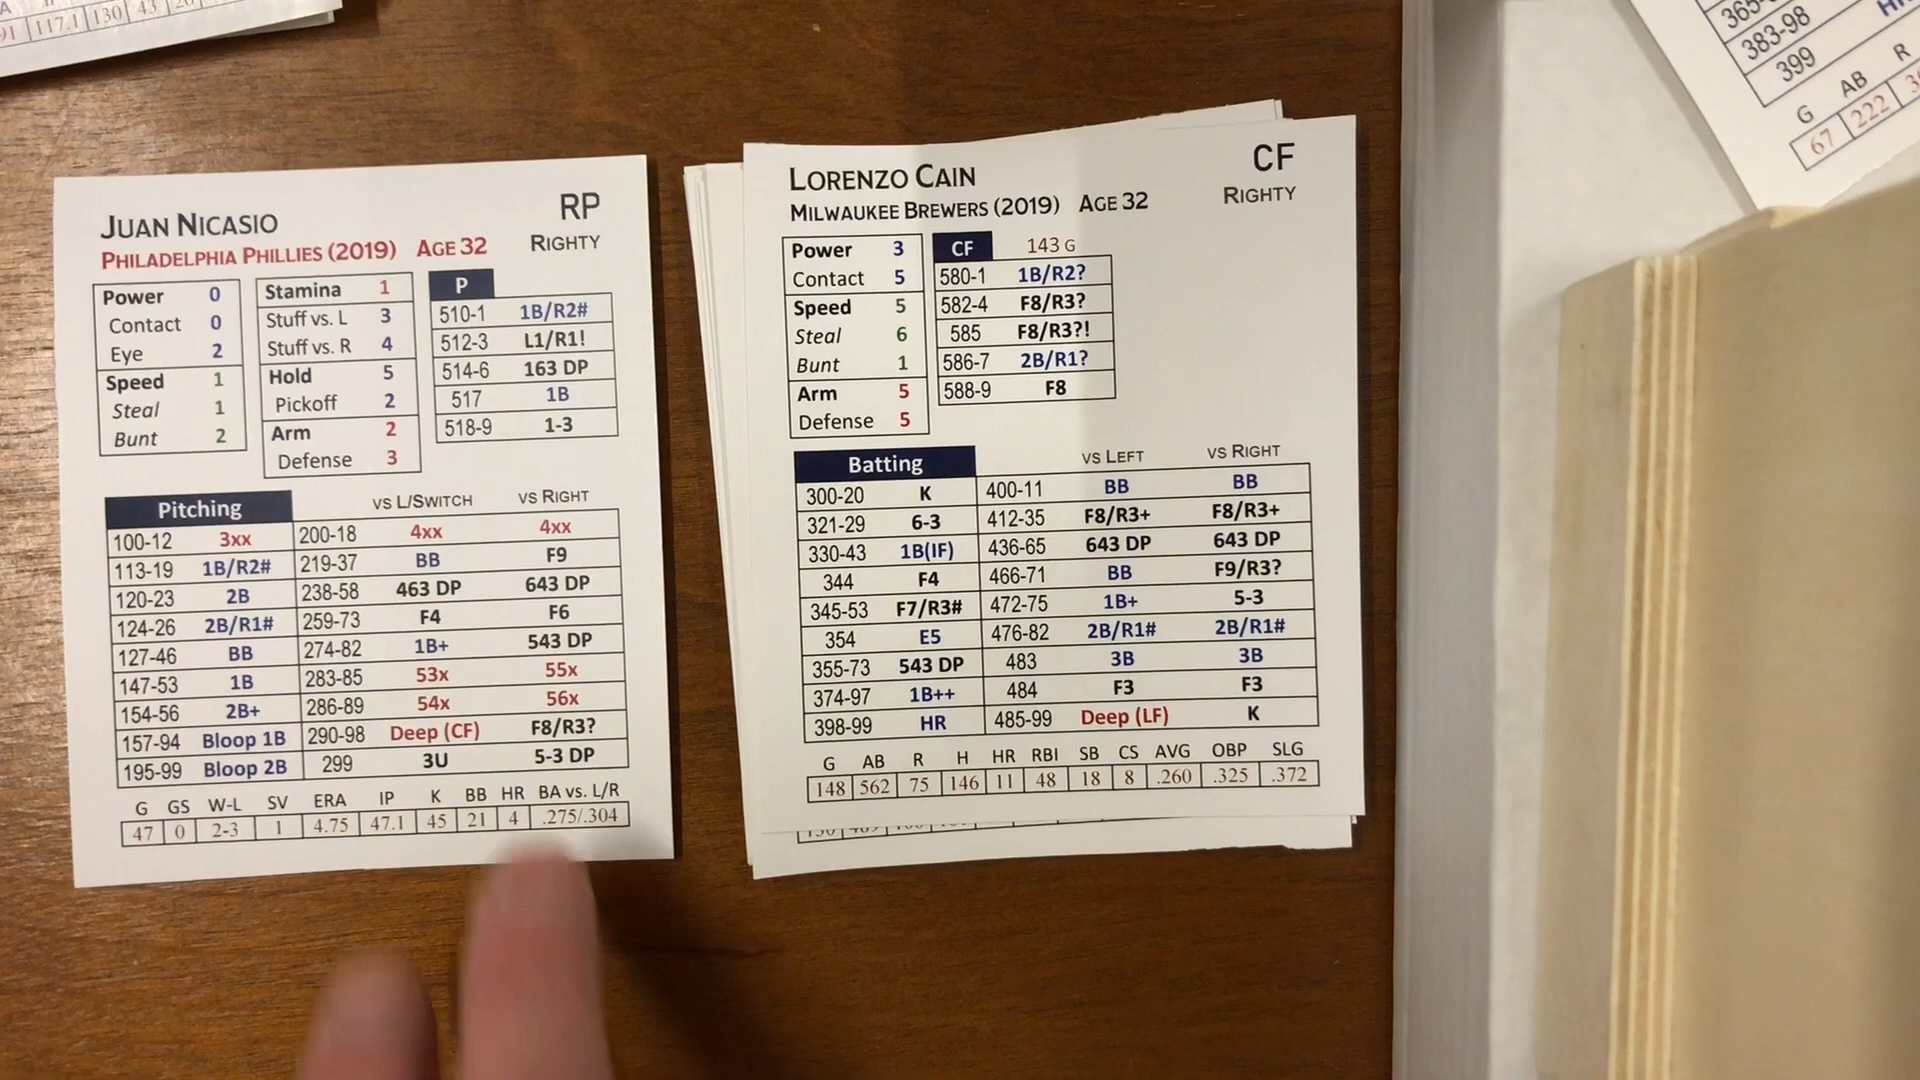 117.1 130 43
JUAN NICASIO RP
PHILADELPHIA PHILLIES (2019) AGE 32 RIGHTY
Power 0
Contact 0
Eye 2
Speed 1
Steal 1
Bunt 2
Stamina 1
Stuff vs. L 3
Stuff vs. R 4
Hold 5
Pickoff 2
Arm 2
Defense 3
P
510-1 1B/R2#
512-3 L1/R1!
514-6 163 DP
517 1B
518-9 1-3
Pitching VS L/SWITCH VS RIGHT
100-12 3xx 200-18 4xx 4xx
113-19 1B/R2# 219-37 BB F9
120-23 2B 238-58 463 DP 643 DP
124-26 2B/R1# 259-73 F4 F6
127-46 BB 274-82 1B+ 543 DP
147-53 1B 283-85 53x 55x
154-56 2B+ 286-89 54x 56x
157-94 Bloop 1B 290-98 Deep (CF) F8/R3?
195-99 Bloop 2B 299 3U 5-3 DP
G GS W-L SV ERA IP K BB HR BA vs. L/R
47 0 2-3 1 4.75 47.1 45 21 4 .275/.304
LORENZO CAIN CF
MILWAUKEE BREWERS (2019) AGE 32 RIGHTY
Power 3
Contact 5
Speed 5
Steal 6
Bunt 1
Arm 5
Defense 5
CF 143 G
580-1 1B/R2?
582-4 F8/R3?
585 F8/R3?!
586-7 2B/R1?
588-9 F8
Batting VS LEFT VS RIGHT
300-20 K 400-11 BB BB
321-29 6-3 412-35 F8/R3+ F8/R3+
330-43 1B(IF) 436-65 643 DP 643 DP
344 F4 466-71 BB F9/R3?
345-53 F7/R3# 472-75 1B+ 5-3
354 E5 476-82 2B/R1# 2B/R1#
355-73 543 DP 483 3B 3B
374-97 1B++ 484 F3 F3
398-99 HR 485-99 Deep (LF) K
G AB R H HR RBI SB CS AVG OBP SLG
148 562 75 146 11 48 18 8 .260 .325 .372
383-98
399
G AB R
67 222